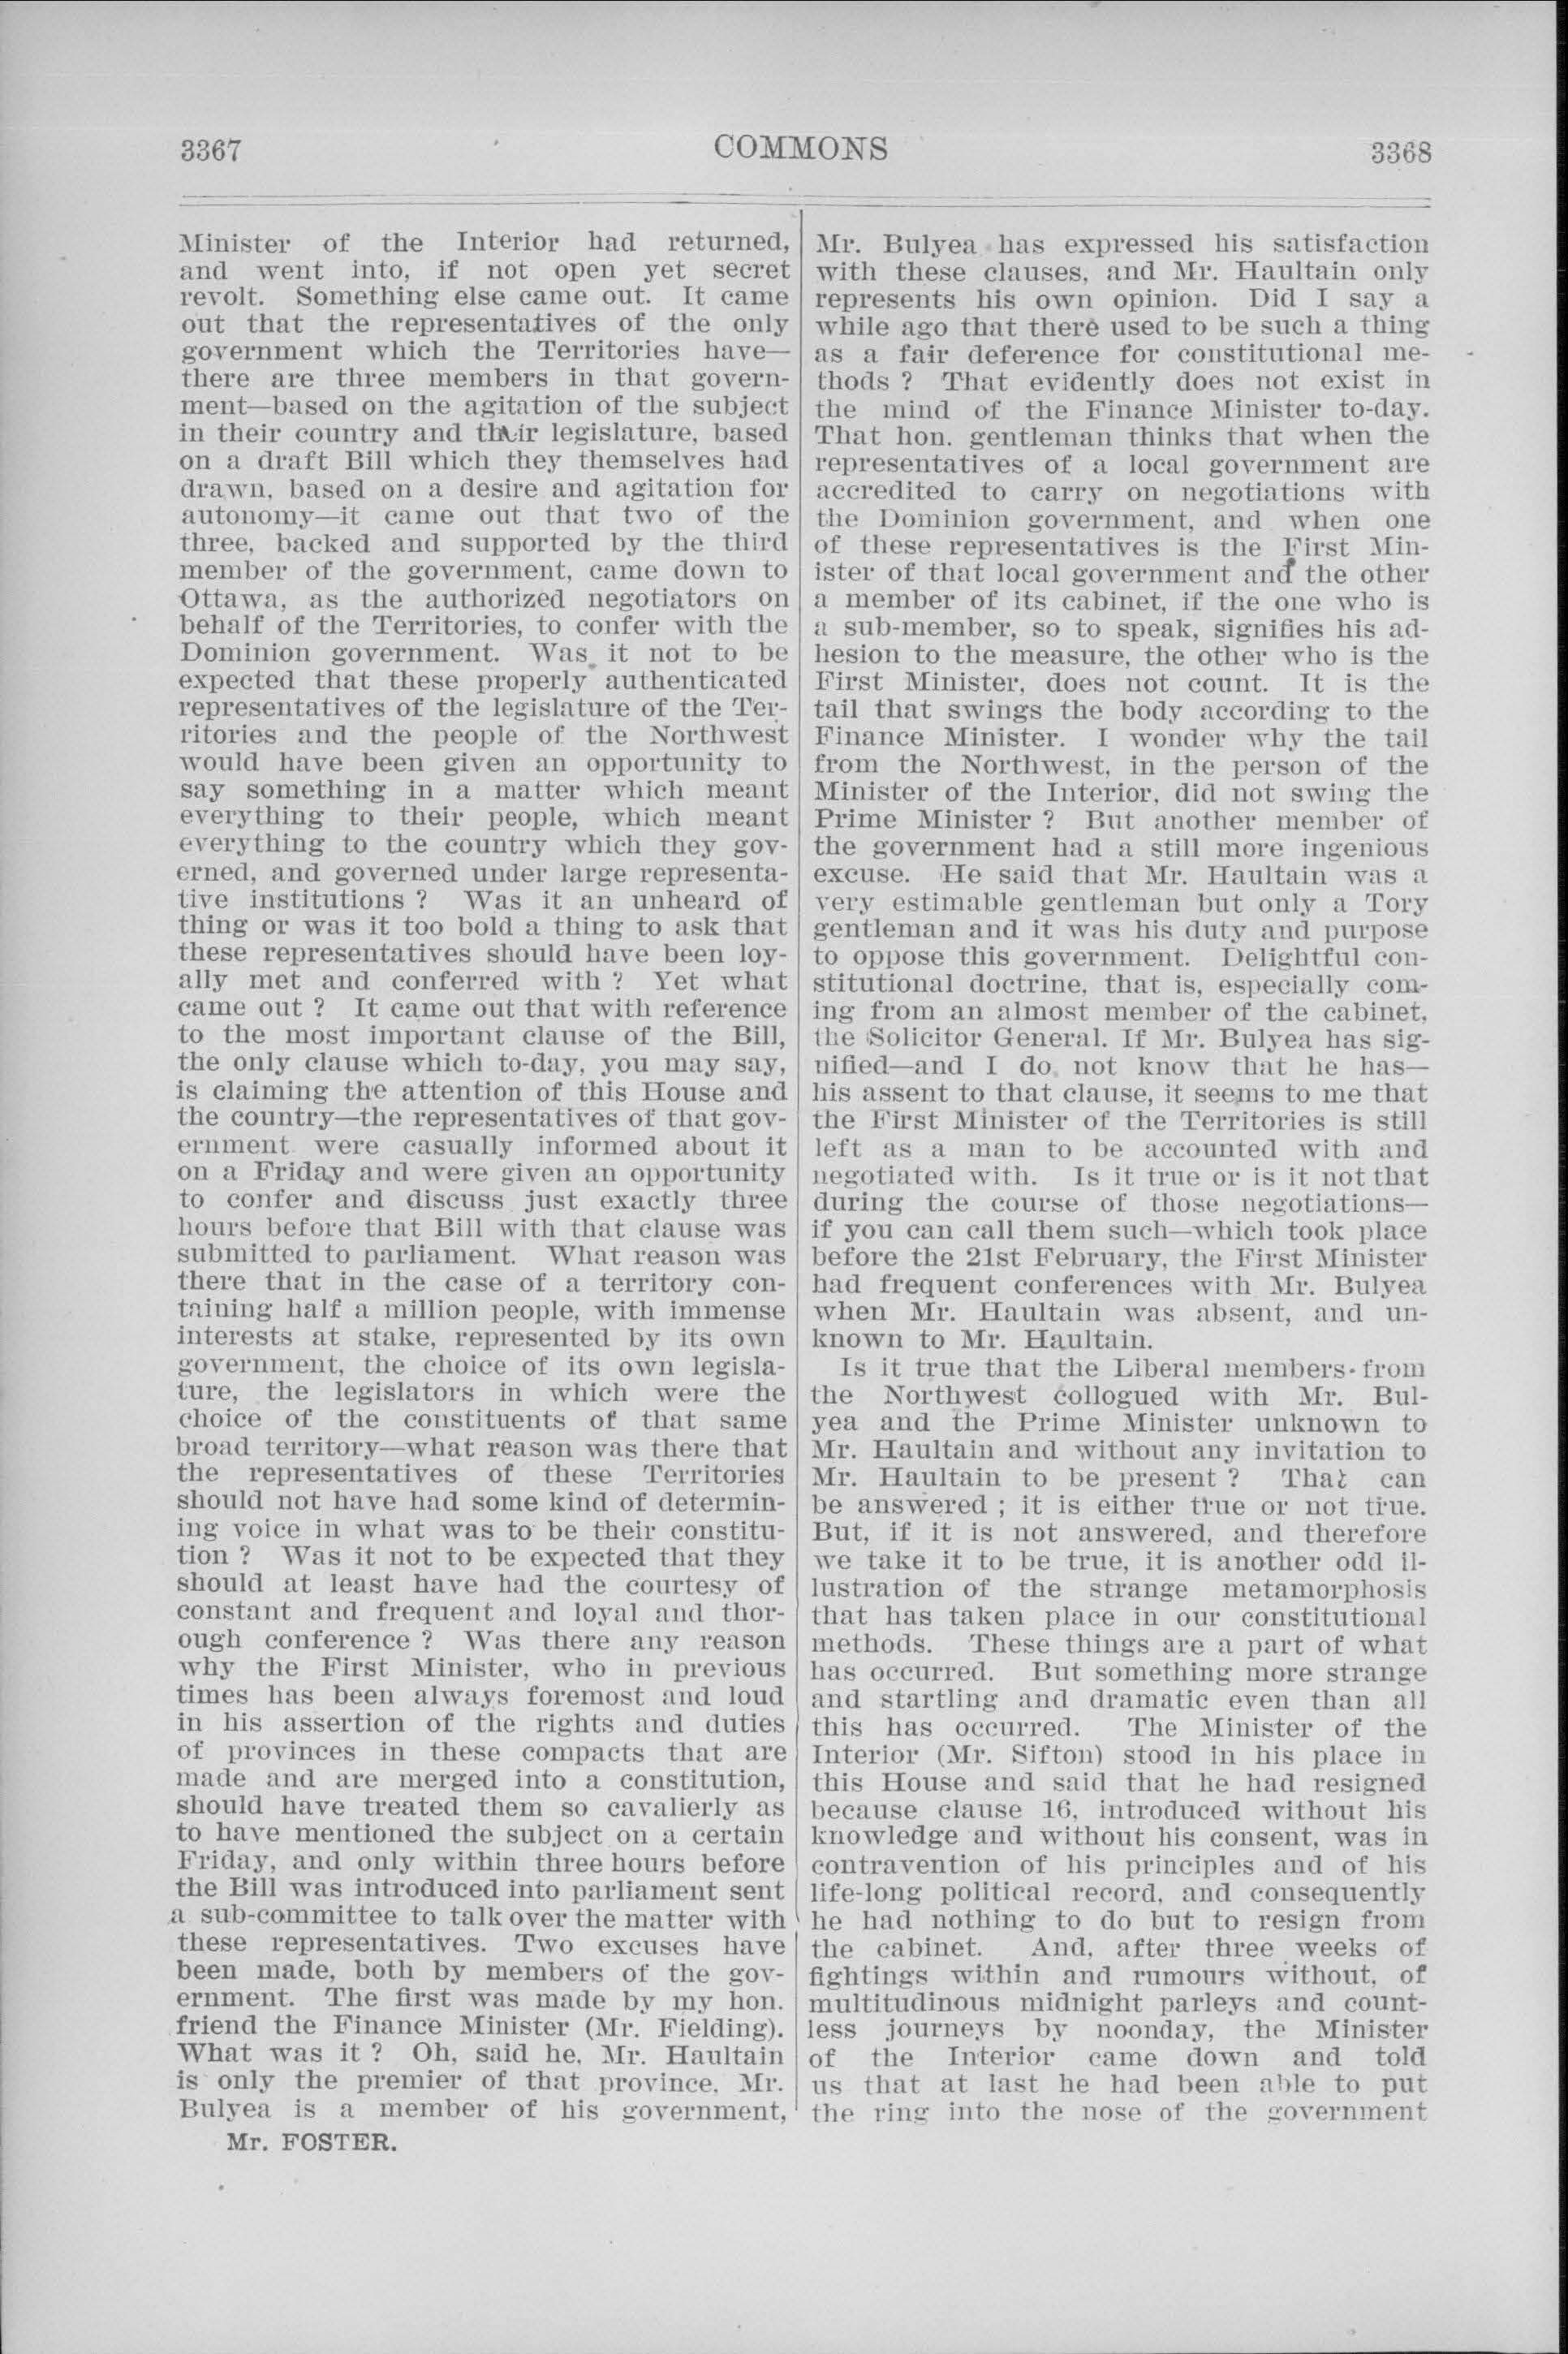 3367 COMMONS 3368
Minister of the Interior had returned,
and went into, if not open yet secret
revolt. Something else came out. It came
out that the representatives of the only
government which the Territories have—
there are three members in that govern-
ment—based on the agitation of the subject
in their country and their legislature, based
on a draft Bill which they themselves had
drawn, based on a desire and agitation for
autonomy—it came out that two of the
three, backed and supported by the third
member of the government, came down to
Ottawa, as the authorized negotiators on
behalf of the Territories, to confer with the
Dominion government. Was it not to be
expected that these properly authenticated
representatives of the legislature of the Ter-
ritories and the people of the Northwest
would have been given an opportunity to
say something in a matter which meant
everything to their people, which meant
everything to the country which they gov-
erned, and governed under large representa-
tive institutions ? Was it an unheard of
thing or was it too bold a thing to ask that
these representatives should have been loy-
ally met and conferred with ? Yet what
came out ? It came out that with reference
to the most important clause of the Bill,
the only clause which to-day, you may say,
is claiming the attention of this House and
the country—the representatives of that gov-
ernment were casually informed about it
on a Friday and were given an opportunity
to confer and discuss just exactly three
hours before that Bill with that clause was
submitted to parliament. What reason was
there that in the case of a territory con-
taining half a million people, with immense
interests at stake, represented by its own
government, the choice of its own legisla-
ture, the legislators in which were the
choice of the constituents of that same
broad territory—what reason was there that
the representatives of these Territories
should not have had some kind of determin-
ing voice in what was to be their constitu-
tion ? Was it not to be expected that they
should at least have had the courtesy of
constant and frequent and loyal and thor-
ough conference ? Was there any reason
why the First Minister, who in previous
times has been always foremost and loud
in his assertion of the rights and duties
of provinces in these compacts that are
made and are merged into a constitution,
should have treated them so cavalierly as
to have mentioned the subject on a certain
Friday, and only within three hours before
the Bill was introduced into parliament sent
a sub-committee to talk over the matter with
these representatives. Two excuses have
been made, both by members of the gov-
ernment. The first was made by my hon.
friend the Finance Minister (Mr. Fielding).
What was it ? Oh, said he, Mr. Haultain
is only the premier of that province, Mr.
Bulyea is a member of his government,
Mr. FOSTER.
Mr. Bulyea has expressed his satisfaction
with these clauses, and Mr. Haultain only
represents his own opinion. Did I say a
while ago that there used to be such a thing
as a fair deference for constitutional me-
thods ? That evidently does not exist in
the mind of the Finance Minister to-day.
That hon. gentleman thinks that when the
representatives of a local government are
accredited to carry on negotiations with
the Dominion government, and when one
of these representatives is the First Min-
ister of that local government and the other
a member of its cabinet, if the one who is
a sub-member, so to speak, signifies his ad-
hesion to the measure, the other who is the
First Minister, does not count. It is the
tail that swings the body according to the
Finance Minister. I wonder why the tail
from the Northwest, in the person of the
Minister of the Interior, did not swing the
Prime Minister ? But another member of
the government had a still more ingenious
excuse. He said that Mr. Haultain was a
very estimable gentleman but only a Tory
gentleman and it was his duty and purpose
to oppose this government. Delightful con-
stitutional doctrine, that is, especially com-
ing from an almost member of the cabinet,
the Solicitor General. If Mr. Bulyea has sig-
nified—and I do not know that he has—
his assent to that clause, it seems to me that
the First Minister of the Territories is still
left as a man to be accounted with and
negotiated with. Is it true or is it not that
during the course of those negotiations—
if you can call them such—which took place
before the 21st February, the First Minister
had frequent conferences with Mr. Bulyea
when Mr. Haultain was absent, and un-
known to Mr. Haultain.
Is it true that the Liberal members from
the Northwest collogued with Mr. Bul-
yea and the Prime Minister unknown to
Mr. Haultain and without any invitation to
Mr. Haultain to be present ? That can
be answered ; it is either true or not true.
But, if it is not answered, and therefore
we take it to be true, it is another odd il-
lustration of the strange metamorphosis
that has taken place in our constitutional
methods. These things are a part of what
has occurred. But something more strange
and startling and dramatic even than all
this has occurred. The Minister of the
Interior (Mr. Sifton) stood in his place in
this House and said that he had resigned
because clause 16, introduced without his
knowledge and without his consent, was in
contravention of his principles and of his
life-long political record, and consequently
he had nothing to do but to resign from
the cabinet. And, after three weeks of
fightings within and rumours without, of
multitudinous midnight parleys and count-
less journeys by noonday, the Minister
of the Interior came down and told
us that at last he had been able to put
the ring into the nose of the government